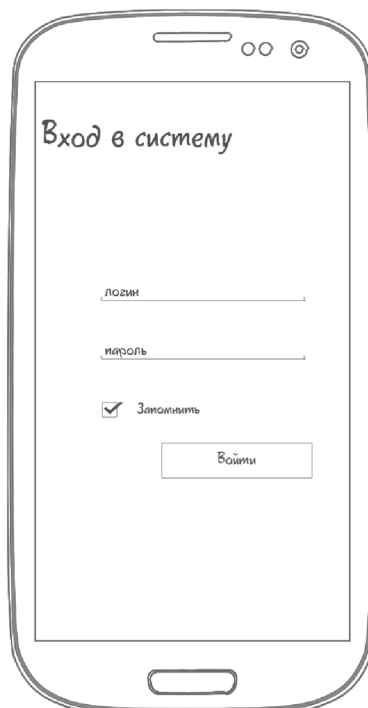 Вход в систему
логин
пароль
Запомнить
Войти